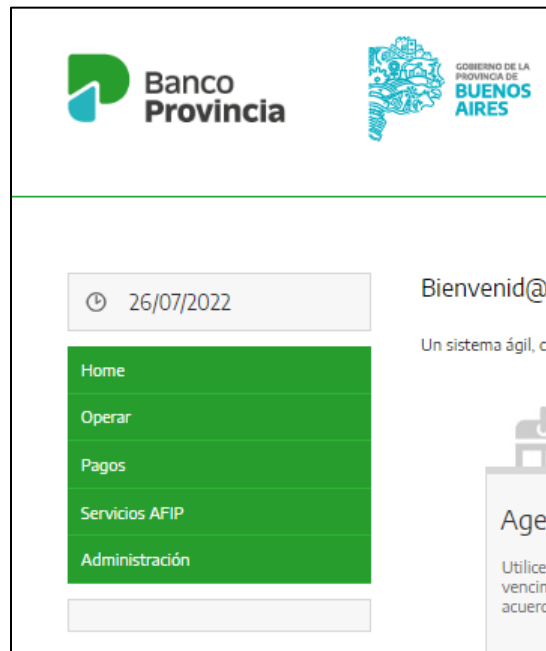 Banco
Provincia
GOBIERNO DE LA
PROVINCIA DE
BUENOS
AIRES
26/07/2022
Bienvenid@
Un sistema ágil, c
Home
Operar
Pagos
Servicios AFIP
Administración
Age
Utilice
vencin
acuerd